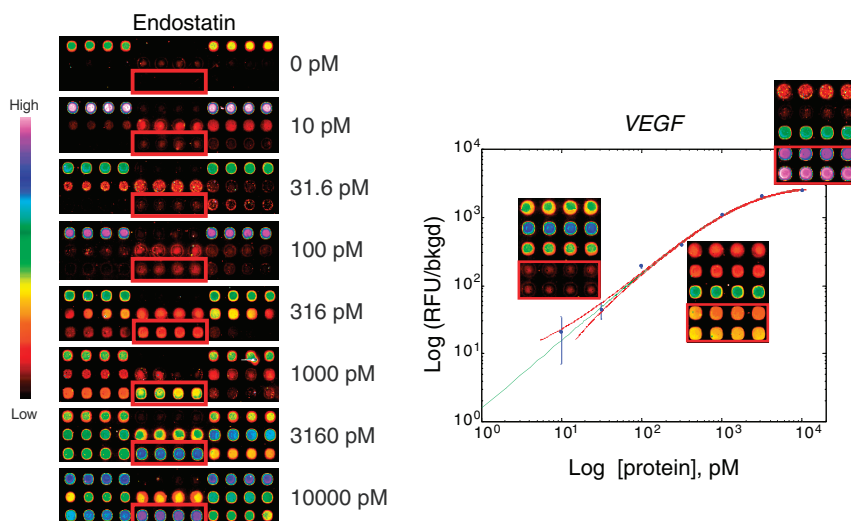 Endostatin
High
Low
0 pM
10 pM
31.6 pM
100 pM
316 pM
1000 pM
3160 pM
10000 pM
VEGF
Log (RFU/bkgd)
10⁴
10³
10²
10¹
10⁰
10⁰ 10¹ 10² 10³ 10⁴
Log [protein], pM